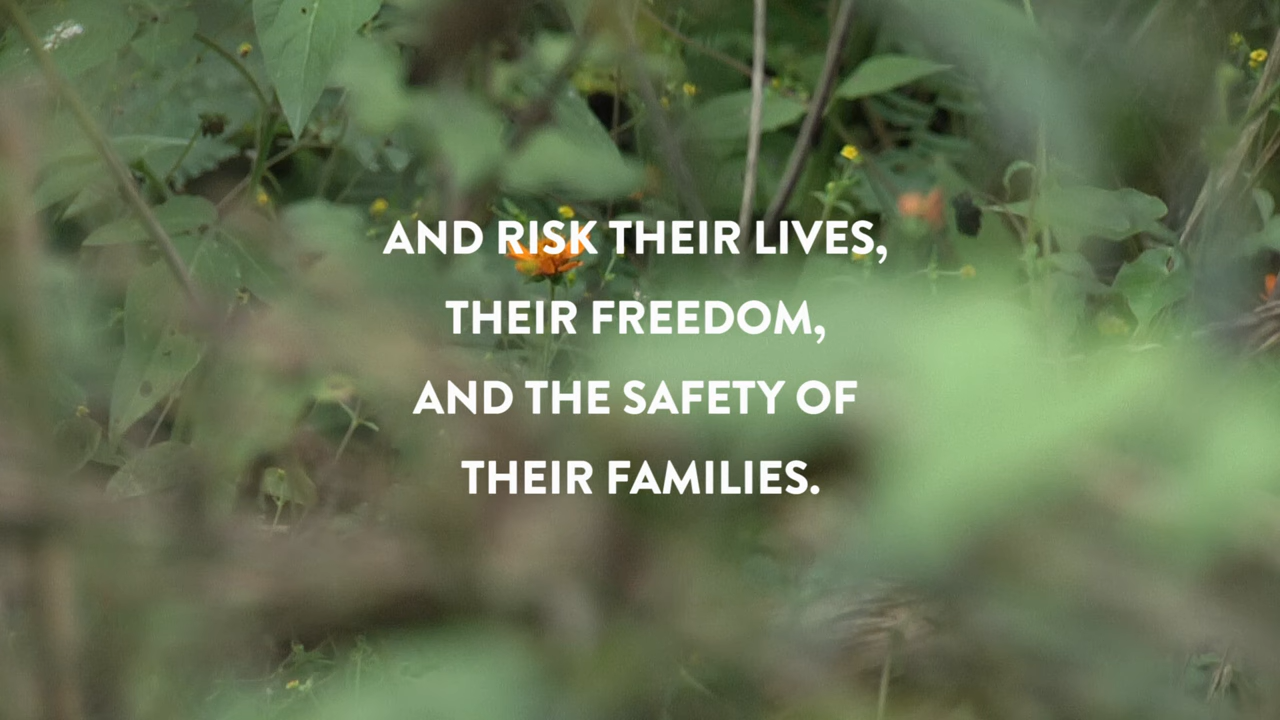 AND RISK THEIR LIVES,
THEIR FREEDOM,
AND THE SAFETY OF
THEIR FAMILIES.